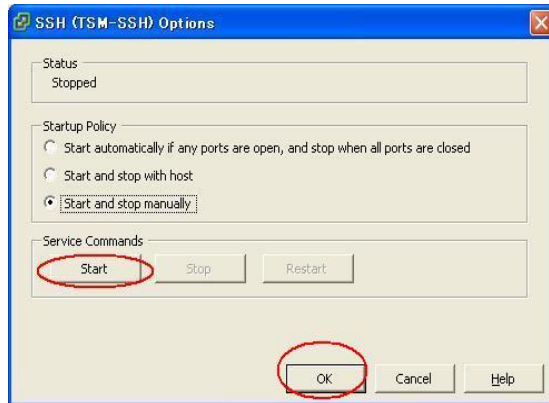 SSH (TSM-SSH) Options
Status
Stopped
Startup Policy
Start automatically if any ports are open, and stop when all ports are closed
Start and stop with host
Start and stop manually
Service Commands
Start Stop Restart
OK Cancel Help